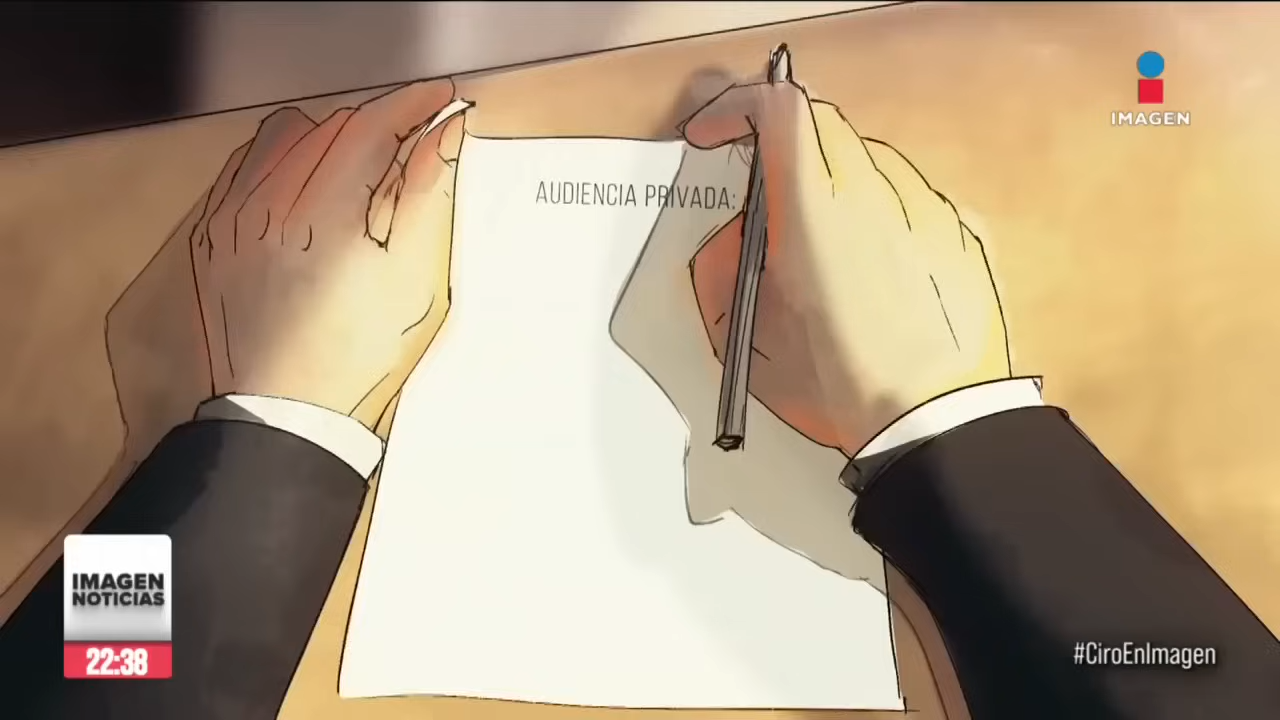 IMAGEN
AUDIENCIA PRIVADA:
IMAGEN
NOTICIAS
22:38
#CiroEnImagen